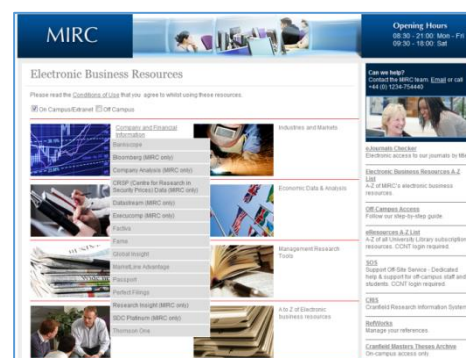 MIRC
Opening Hours
08:30 - 21:00: Mon - Fri
09:30 - 18:00: Sat
Electronic Business Resources
Please read the Conditions of Use that you agree to whilst using these resources.
On Campus/Extranet Off Campus
Company and Financial
Information
Bankscope
Bloomberg (MIRC only)
Company Analysis (MIRC only)
CRSP (Centre for Research in
Security Prices) Data (MIRC only)
Datastream (MIRC only)
Execucomp (MIRC only)
Factiva
Fame
Global Insight
MarketLine Advantage
Passport
Perfect Filings
Research Insight (MIRC only)
SDC Platinum (MIRC only)
Thomson One
Industries and Markets
Economic Data & Analysis
Management Research
Tools
A to Z of Electronic
business resources
Can we help?
Contact the MIRC team. Email or call
+44 (0) 1234-754440
eJournals Checker
Electronic access to our journals by title
Electronic Business Resources A-Z
List
A-Z of MIRC's electronic business
resources.
Off-Campus Access
Follow our step-by-step guide.
eResources A-Z List
A-Z of all University Library subscription
resources. CCNT login required.
SOS
Support Off-Site Service - Dedicated
help & support for off-campus staff and
students. CCNT login required.
CRIS
Cranfield Research Information System
RefWorks
Manage your references.
Cranfield Masters Theses Archive
On-campus access only.